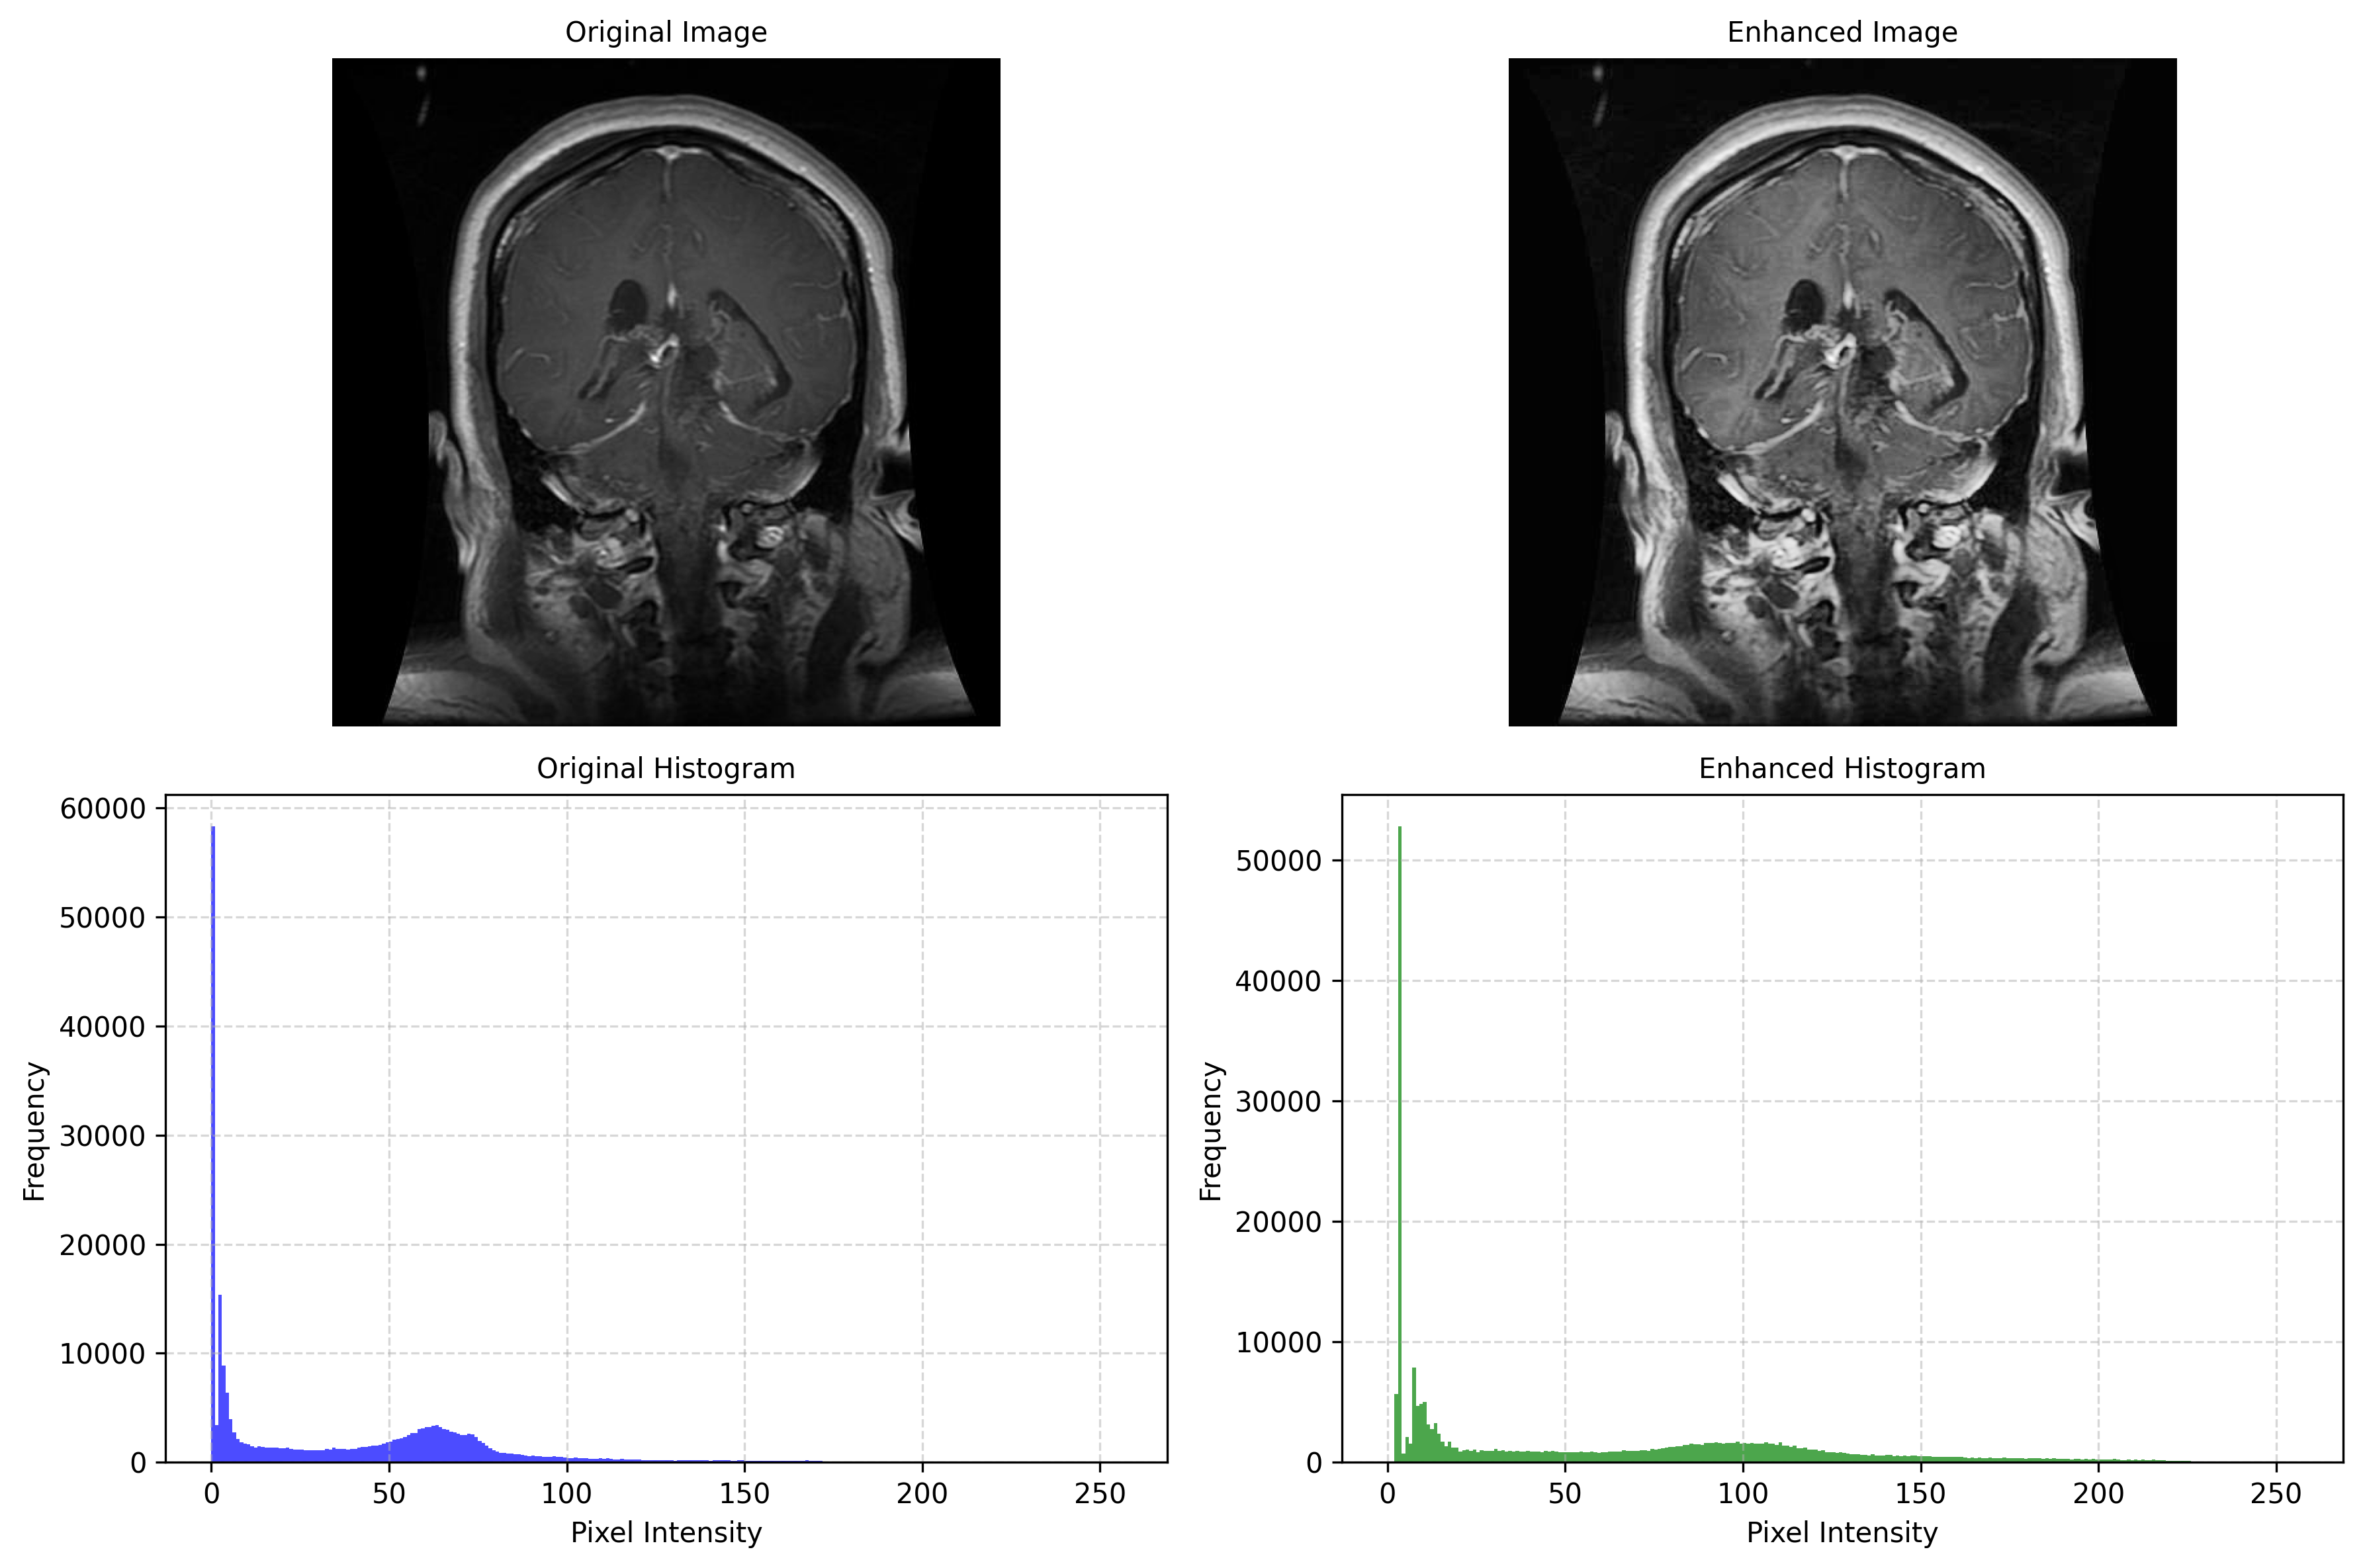 Original Image
Enhanced Image
Original Histogram
60000
50000
40000
30000
20000
10000
0
Frequency
0 50 100 150 200 250
Pixel Intensity
Enhanced Histogram
50000
40000
30000
20000
10000
0
Frequency
0 50 100 150 200 250
Pixel Intensity